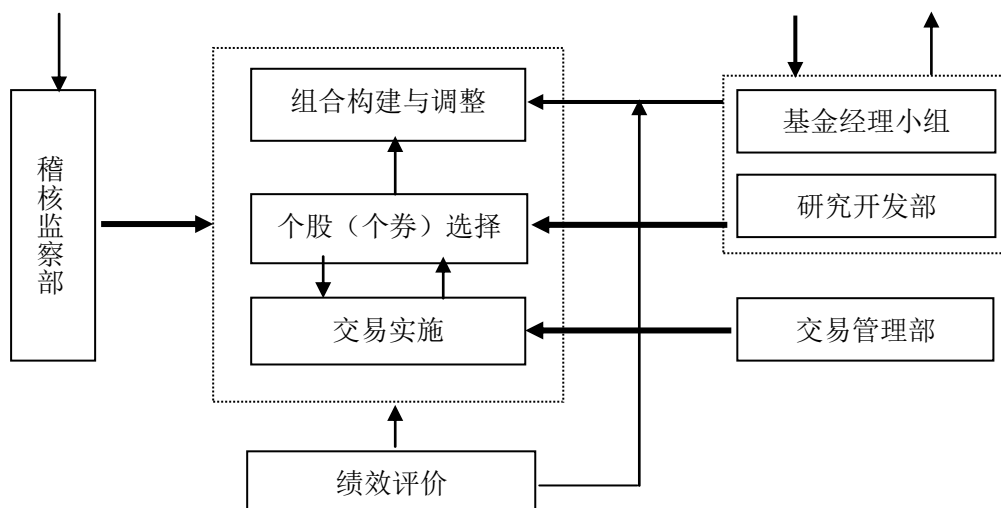 组合构建与调整
基金经理小组
稽核监察部
研究开发部
个股（个券）选择
交易实施
交易管理部
绩效评价